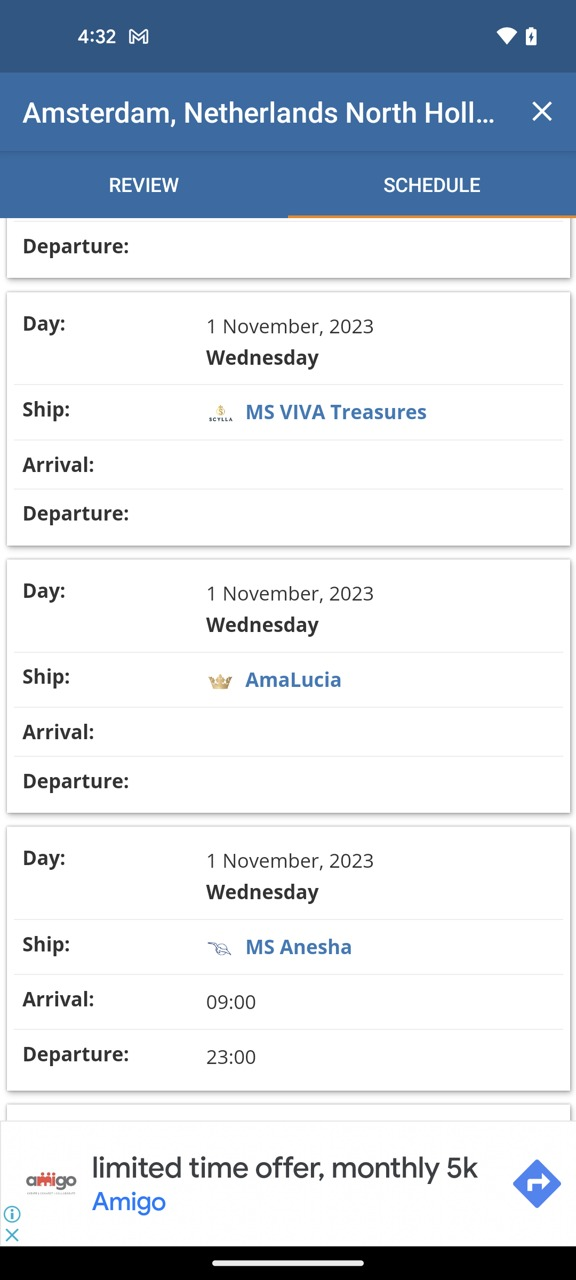 4:32
Amsterdam, Netherlands North Holl...
REVIEW
SCHEDULE
Departure:
Day:
1 November, 2023
Wednesday
Ship:
SCYLLA
MS VIVA Treasures
Arrival:
Departure:
Day:
1 November, 2023
Wednesday
Ship:
AmaLucia
Arrival:
Departure:
Day:
1 November, 2023
Wednesday
Ship:
MS Anesha
Arrival:
09:00
Departure:
23:00
amigo
limited time offer, monthly 5k
Amigo